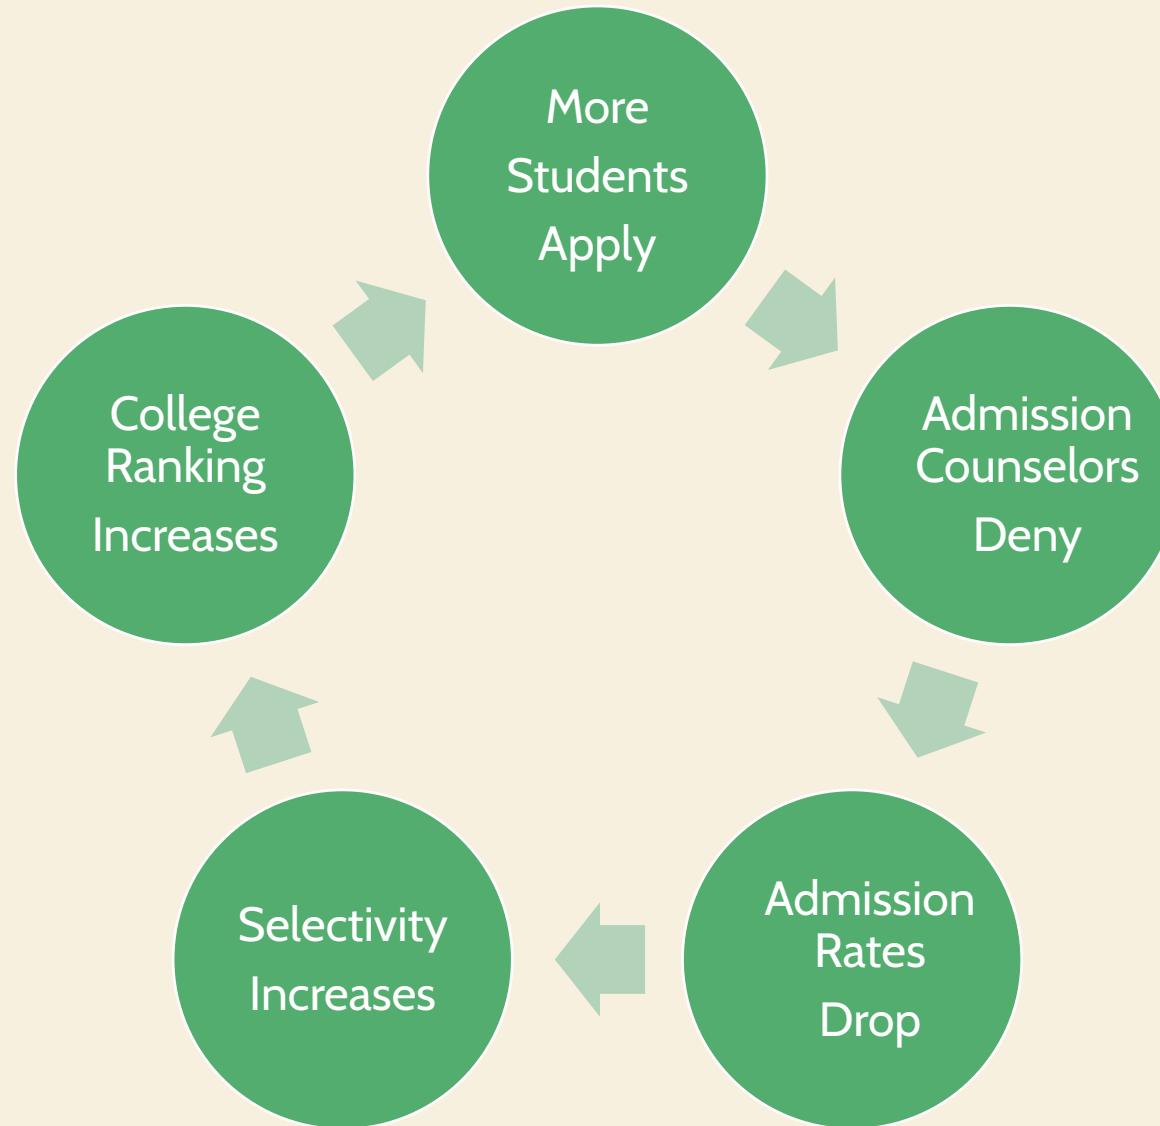 More
Students
Apply
Admission
Counselors
Deny
Admission
Rates
Drop
Selectivity
Increases
College
Ranking
Increases